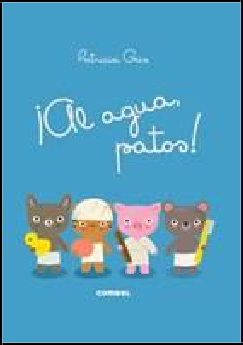 Patricia Geis
¡Al agua,
patos!
COMBEL